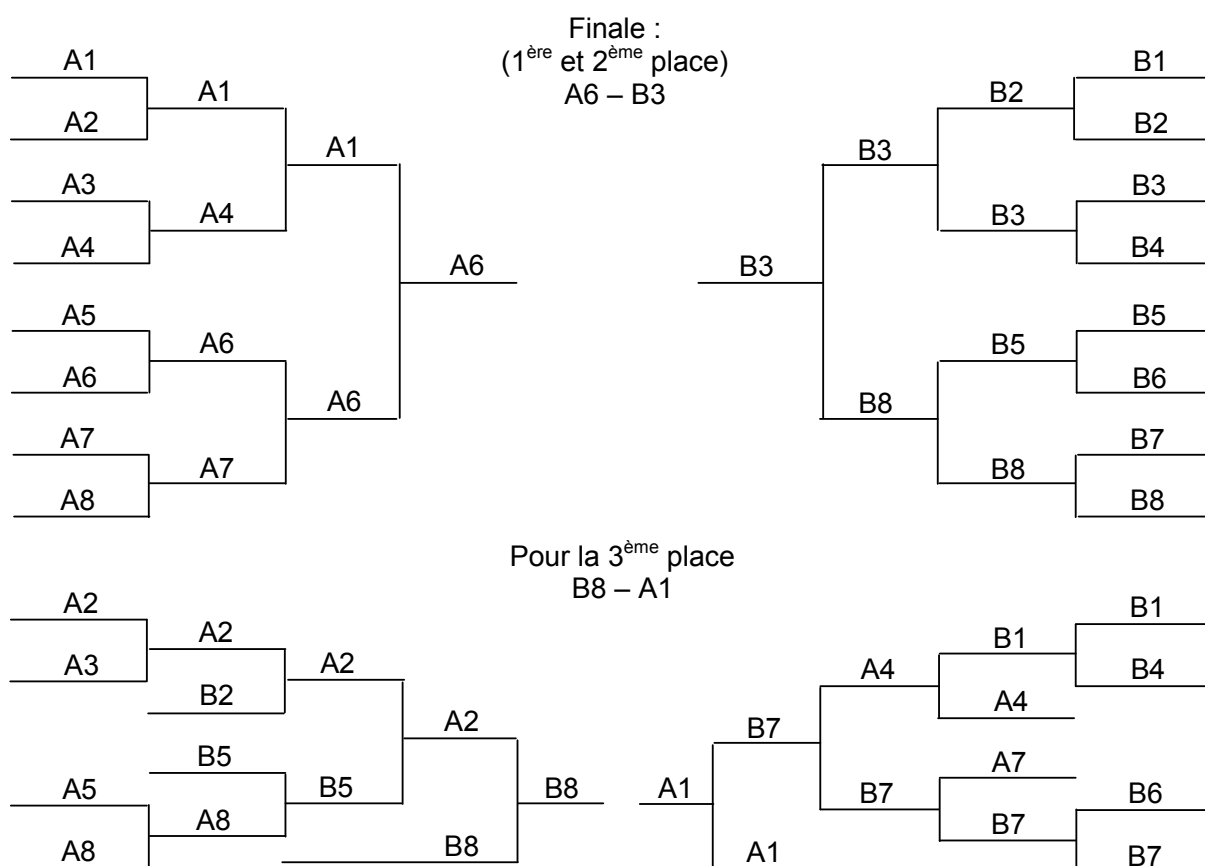 Finale :
(1ère et 2ème place)
A6 – B3
A1
B1
A1
B2
A2
B2
A1
B3
A3
B3
A4
B3
A4
B4
A6
B3
A5
B5
A6
B5
A6
B6
A6
B8
A7
B7
A7
B8
A8
B8
Pour la 3ème place
B8 – A1
A2
B1
A2
B1
A3
A2
A4
B4
B2
A4
A2
B7
B5
A7
A5
B5
B8
A1
B7
B6
A8
B7
A8
B8
A1
B7